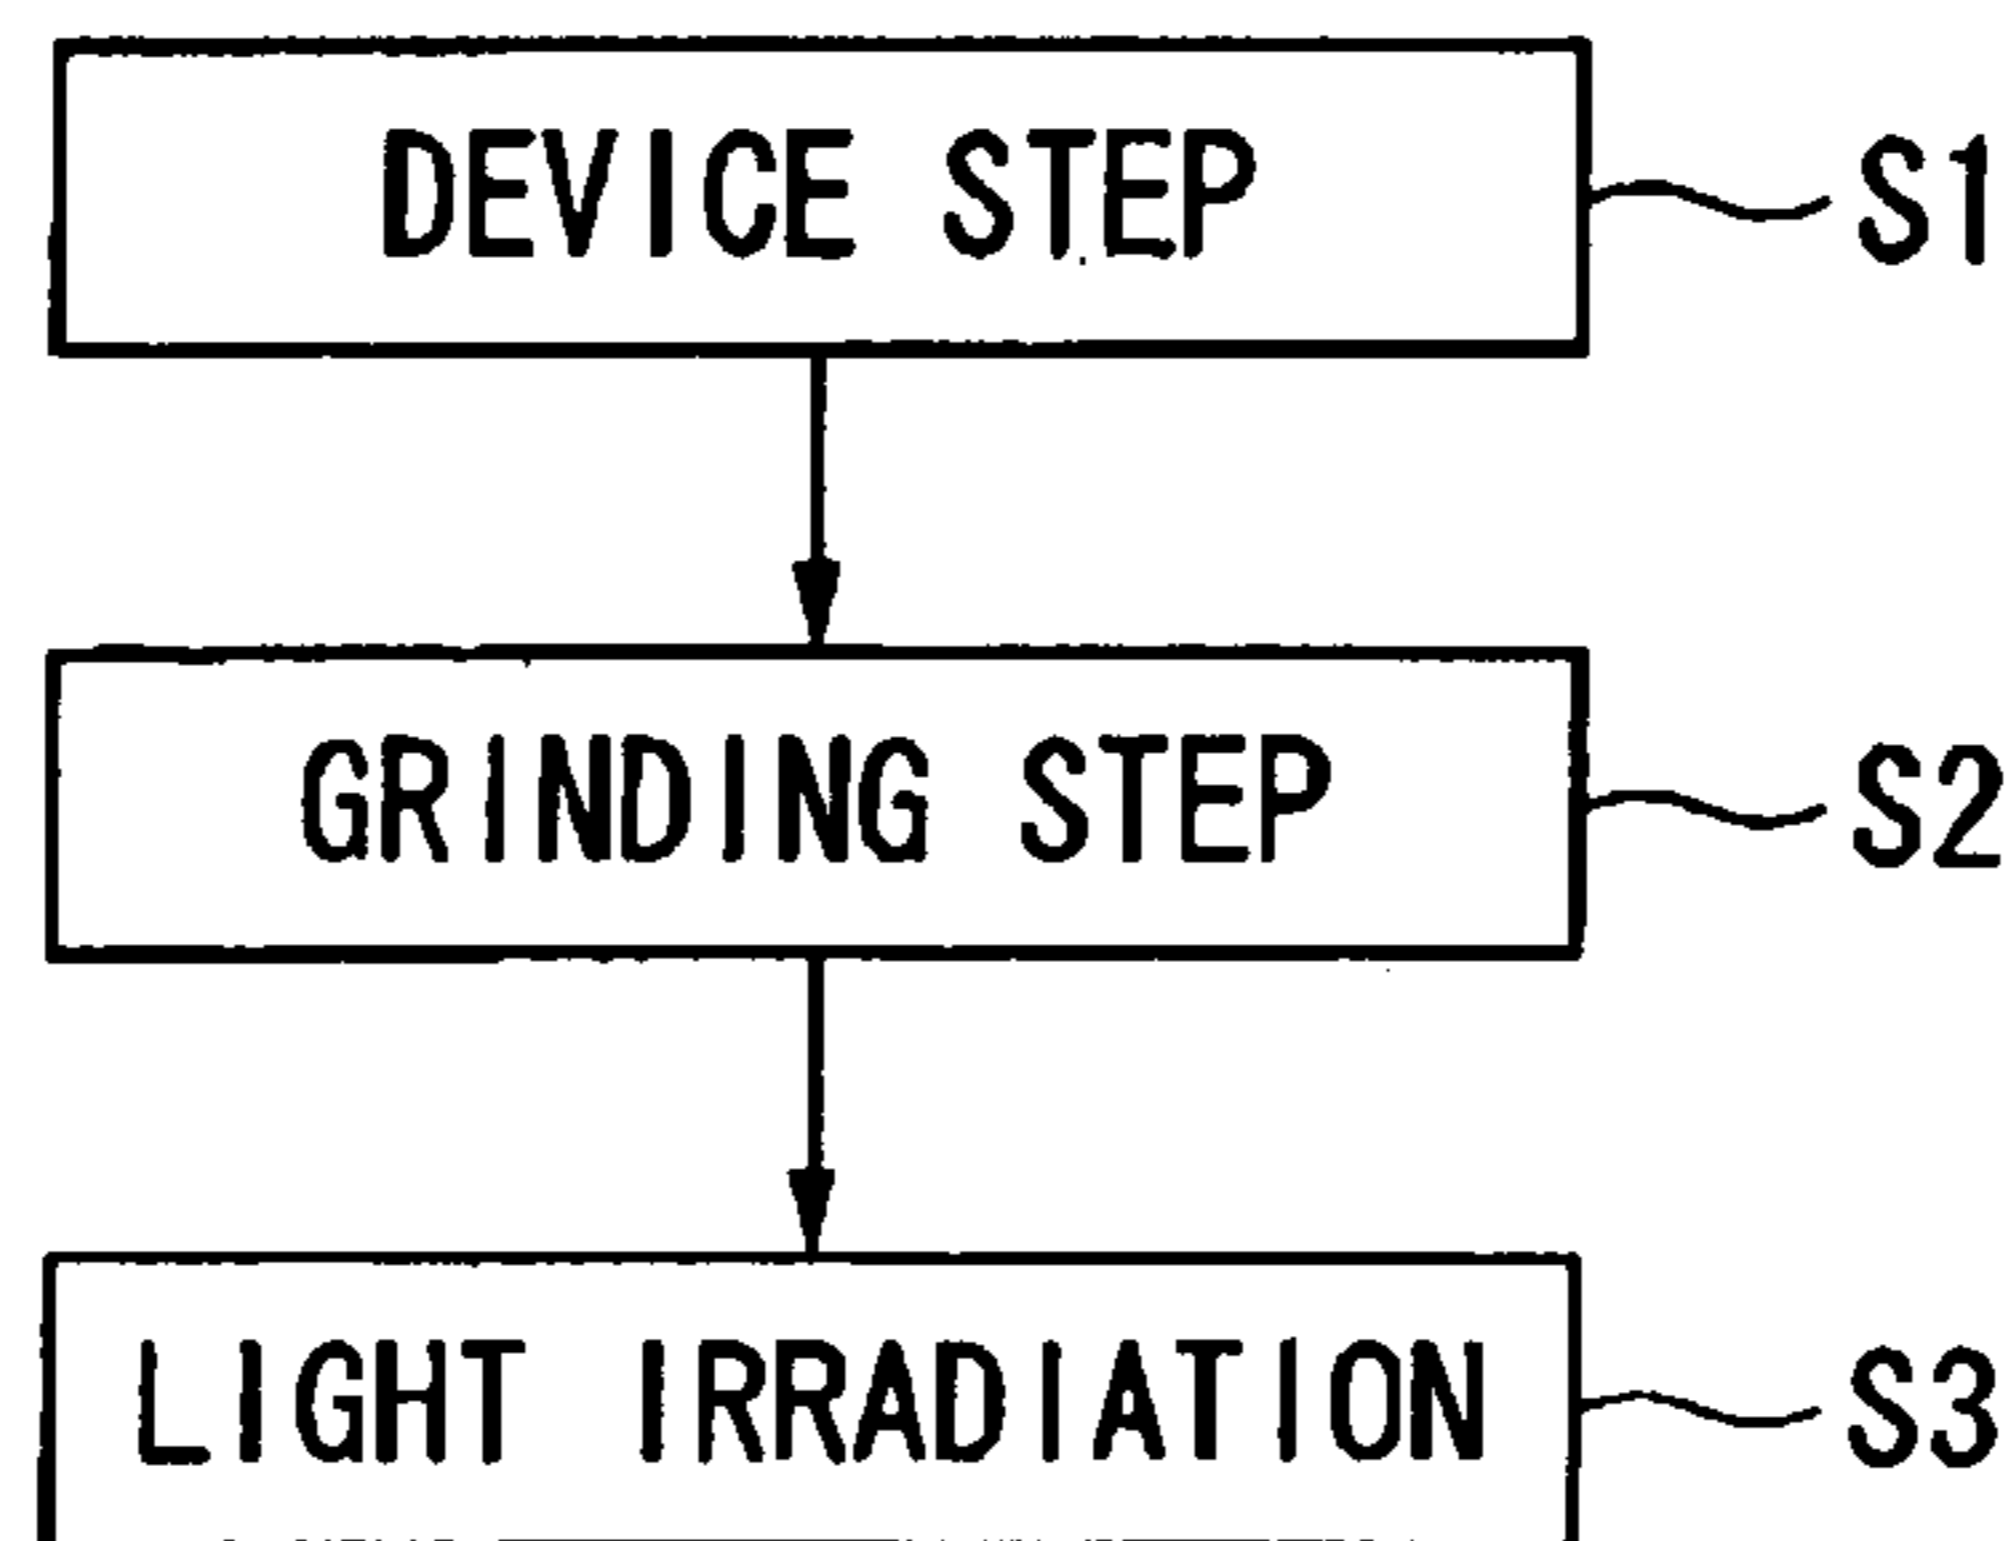 DEVICE STEP S1
GRINDING STEP S2
LIGHT IRRADIATION S3